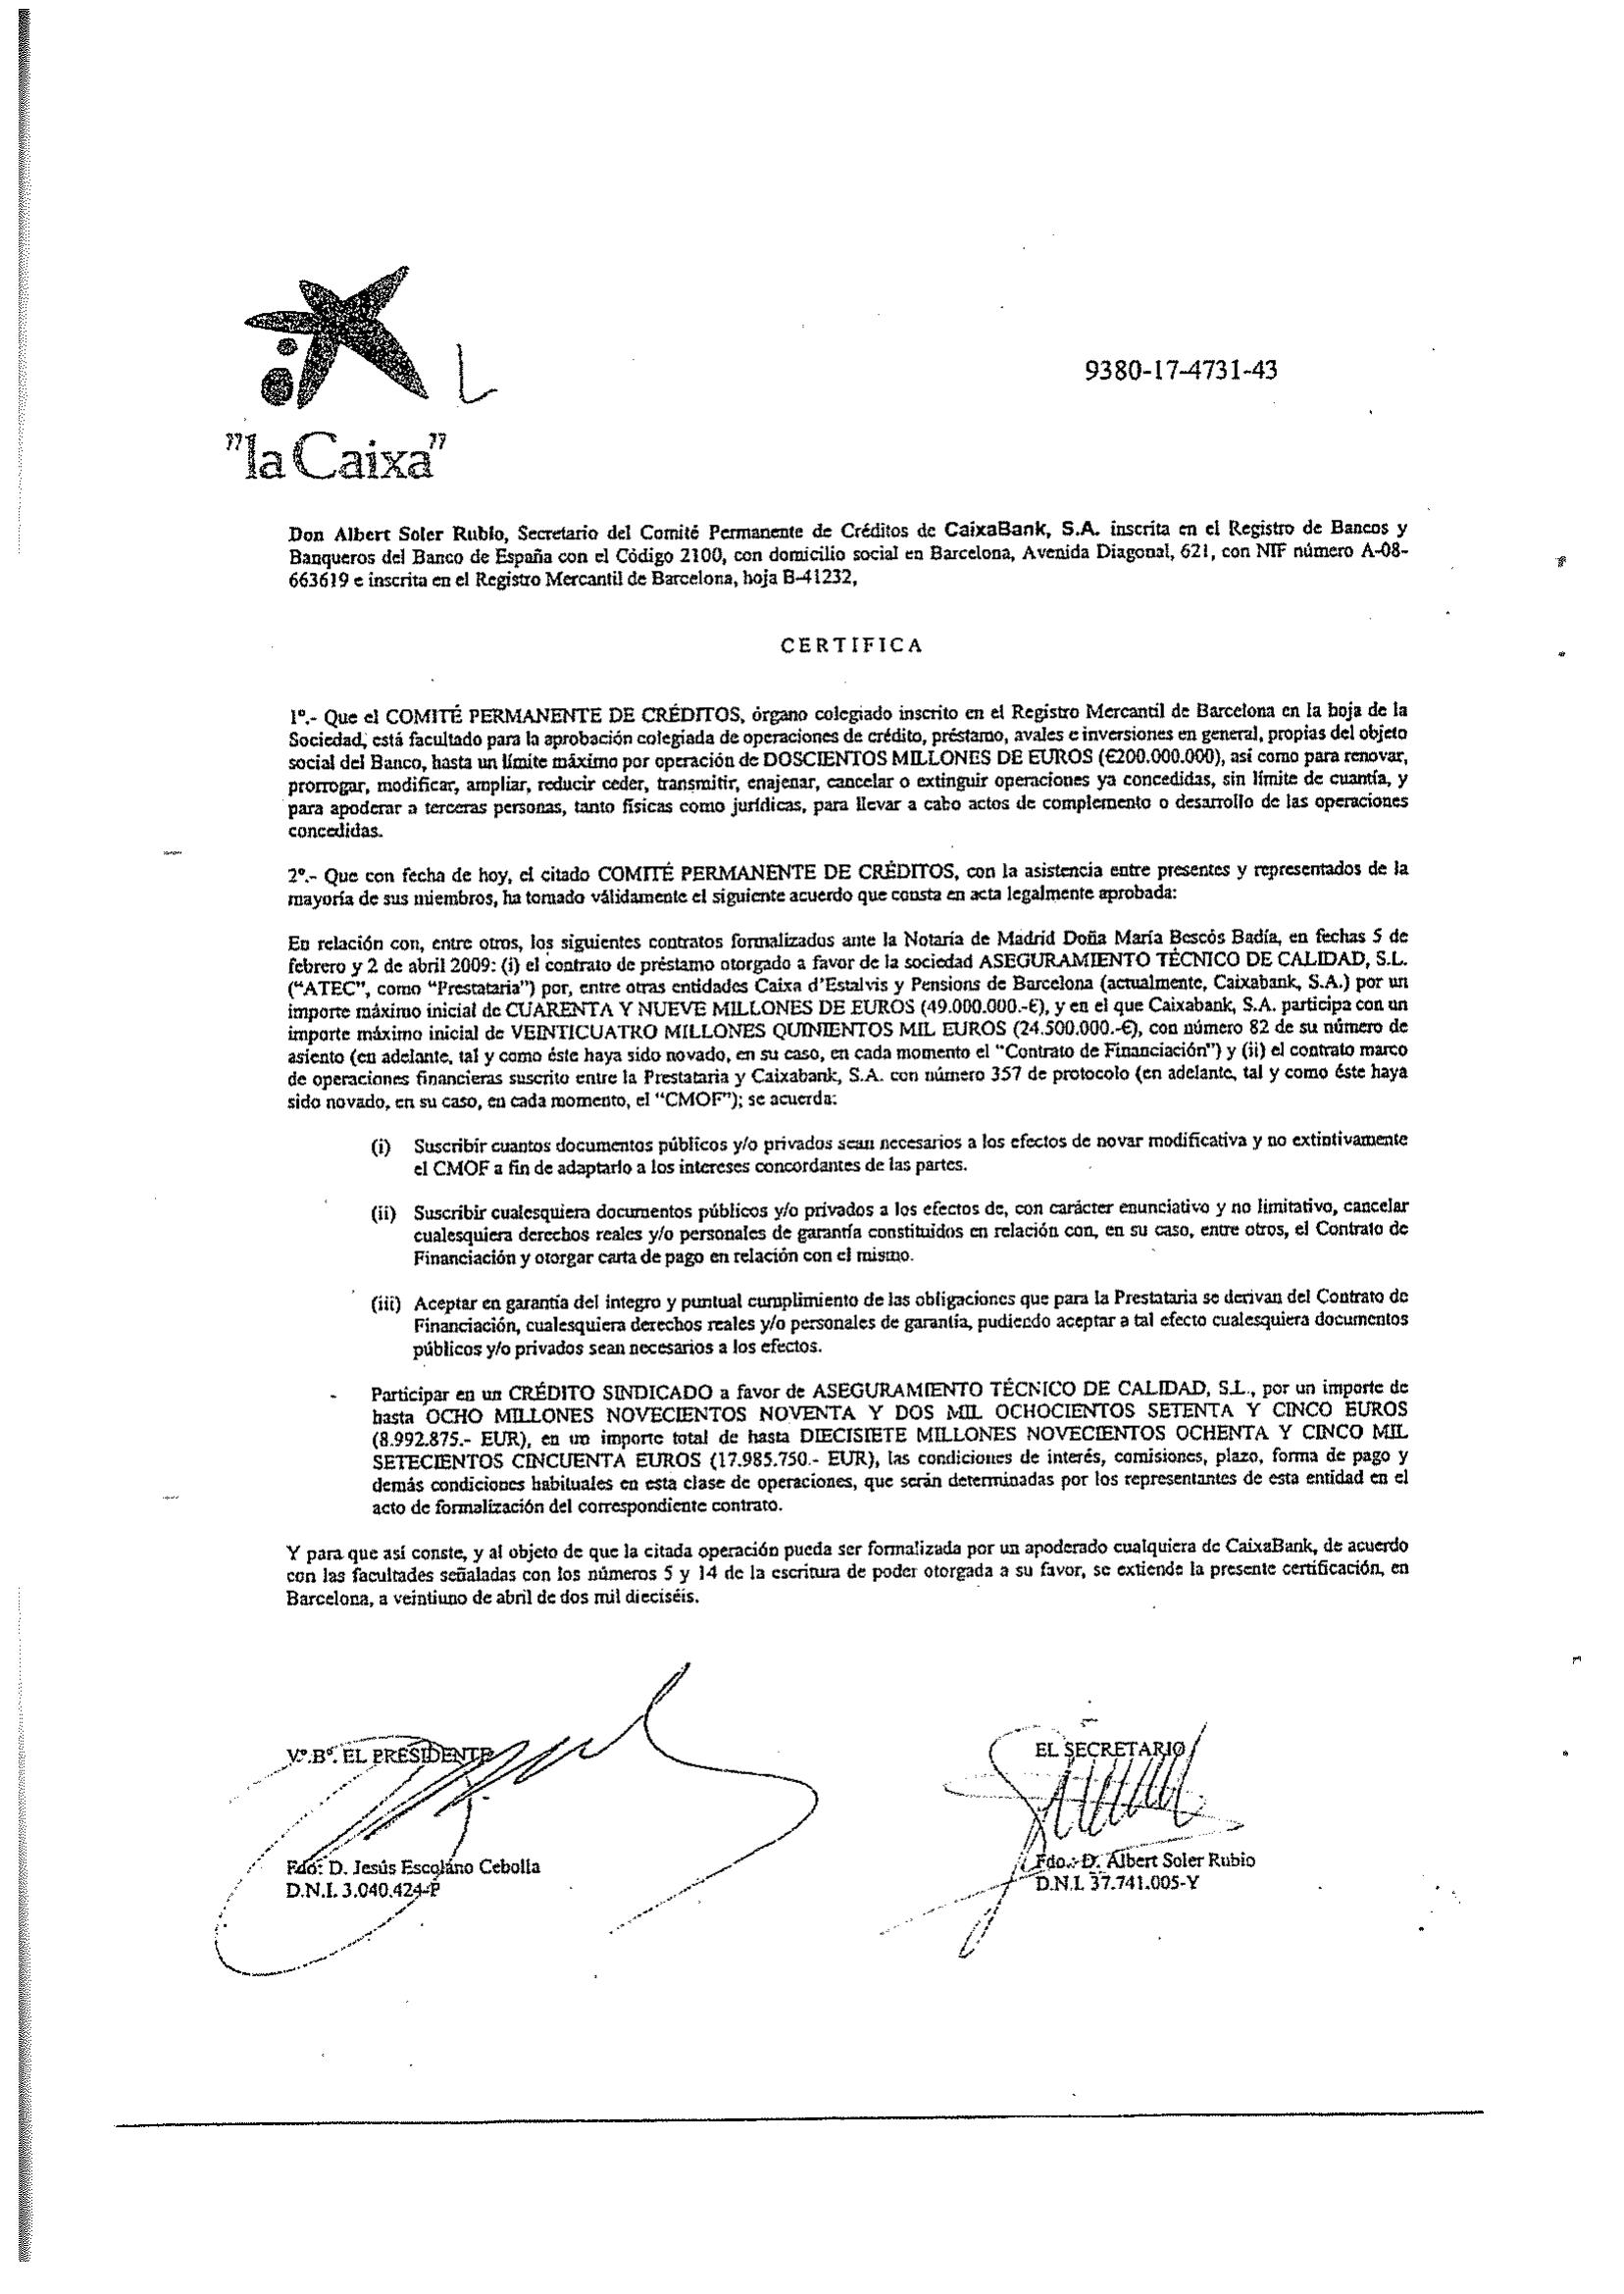 9380-17-4731-43
"la Caixa"
Don Albert Soler Rubio, Secretario del Comité Permanente de Créditos de CaixaBank, S.A. inscrita en el Registro de Bancos y
Banqueros del Banco de España con el Código 2100, con domicilio social en Barcelona, Avenida Diagonal, 621, con NIF número A-08-
663619 e inscrita en el Registro Mercantil de Barcelona, hoja B-41232,
CERTIFICA
1º.- Que el COMITÉ PERMANENTE DE CRÉDITOS, órgano colegiado inscrito en el Registro Mercantil de Barcelona en la hoja de la
Sociedad, está facultado para la aprobación colegiada de operaciones de crédito, préstamo, avales e inversiones en general, propias del objeto
social del Banco, hasta un límite máximo por operación de DOSCIENTOS MILLONES DE EUROS (€200.000.000), así como para renovar,
prorrogar, modificar, ampliar, reducir ceder, transmitir, enajenar, cancelar o extinguir operaciones ya concedidas, sin límite de cuantía, y
para apoderar a terceras personas, tanto físicas como jurídicas, para llevar a cabo actos de complemento o desarrollo de las operaciones
concedidas.
2º.- Que con fecha de hoy, el citado COMITÉ PERMANENTE DE CRÉDITOS, con la asistencia entre presentes y representados de la
mayoría de sus miembros, ha tomado válidamente el siguiente acuerdo que consta en acta legalmente aprobada:
En relación con, entre otros, los siguientes contratos formalizados ante la Notaría de Madrid Doña María Bescós Badía, en fechas 5 de
febrero y 2 de abril 2009: (i) el contrato de préstamo otorgado a favor de la sociedad ASEGURAMIENTO TÉCNICO DE CALIDAD, S.L.
("ATEC", como "Prestataria") por, entre otras entidades Caixa d'Estalvis y Pensions de Barcelona (actualmente, Caixabank, S.A.) por un
importe máximo inicial de CUARENTA Y NUEVE MILLONES DE EUROS (49.000.000.-€), y en el que Caixabank, S.A. participa con un
importe máximo inicial de VEINTICUATRO MILLONES QUINIENTOS MIL EUROS (24.500.000.-€), con número 82 de su número de
asiento (en adelante, tal y como éste haya sido novado, en su caso, en cada momento el "Contrato de Financiación") y (ii) el contrato marco
de operaciones financieras suscrito entre la Prestataria y Caixabank, S.A. con número 357 de protocolo (en adelante, tal y como éste haya
sido novado, en su caso, en cada momento, el "CMOF"); se acuerda:
(i) Suscribir cuantos documentos públicos y/o privados sean necesarios a los efectos de novar modificativa y no extintivamente
el CMOF a fin de adaptarlo a los intereses concordantes de las partes.
(ii) Suscribir cualesquiera documentos públicos y/o privados a los efectos de, con carácter enunciativo y no limitativo, cancelar
cualesquiera derechos reales y/o personales de garantía constituidos en relación con, en su caso, entre otros, el Contrato de
Financiación y otorgar carta de pago en relación con el mismo.
(iii) Aceptar en garantía del integro y puntual cumplimiento de las obligaciones que para la Prestataria se derivan del Contrato de
Financiación, cualesquiera derechos reales y/o personales de garantía, pudiendo aceptar a tal efecto cualesquiera documentos
públicos y/o privados sean necesarios a los efectos.
- Participar en un CRÉDITO SINDICADO a favor de ASEGURAMIENTO TÉCNICO DE CALIDAD, S.L., por un importe de
hasta OCHO MILLONES NOVECIENTOS NOVENTA Y DOS MIL OCHOCIENTOS SETENTA Y CINCO EUROS
(8.992.875.- EUR), en un importe total de hasta DIECISIETE MILLONES NOVECIENTOS OCHENTA Y CINCO MIL
SETECIENTOS CINCUENTA EUROS (17.985.750.- EUR), las condiciones de interés, comisiones, plazo, forma de pago y
demás condiciones habituales en esta clase de operaciones, que serán determinadas por los representantes de esta entidad en el
acto de formalización del correspondiente contrato.
Y para que así conste, y al objeto de que la citada operación pueda ser formalizada por un apoderado cualquiera de CaixaBank, de acuerdo
con las facultades señaladas con los números 5 y 14 de la escritura de poder otorgada a su favor, se extiende la presente certificación, en
Barcelona, a veintiuno de abril de dos mil dieciséis.
Vº.Bº. EL PRESIDENTE
EL SECRETARIO
Fdo: D. Jesús Escolano Cebolla
D.N.I. 3.040.424-P
Fdo.: D. Albert Soler Rubio
D.N.I. 37.741.005-Y